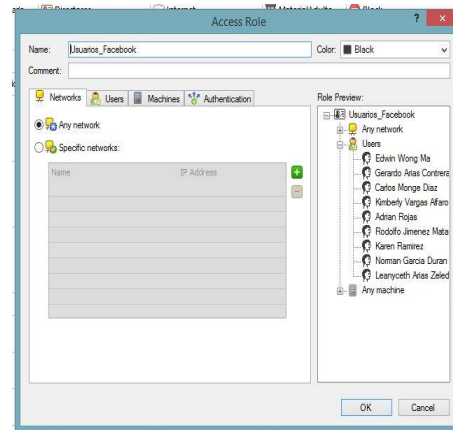 Access Role
?
Name: Usuarios_Facebook
Color: Black
Comment:
Networks Users Machines Authentication
Role Preview:
Any network
Specific networks:
Name IP Address
Usuarios_Facebook
Any network
Users
Edwin Wong Ma
Gerardo Arias Contrera
Carlos Monge Diaz
Kimberly Vargas Alfaro
Adrian Rojas
Rodolfo Jimenez Mata
Karen Ramirez
Norman Garcia Duran
Leanyceth Arias Zeled
Any machine
OK Cancel